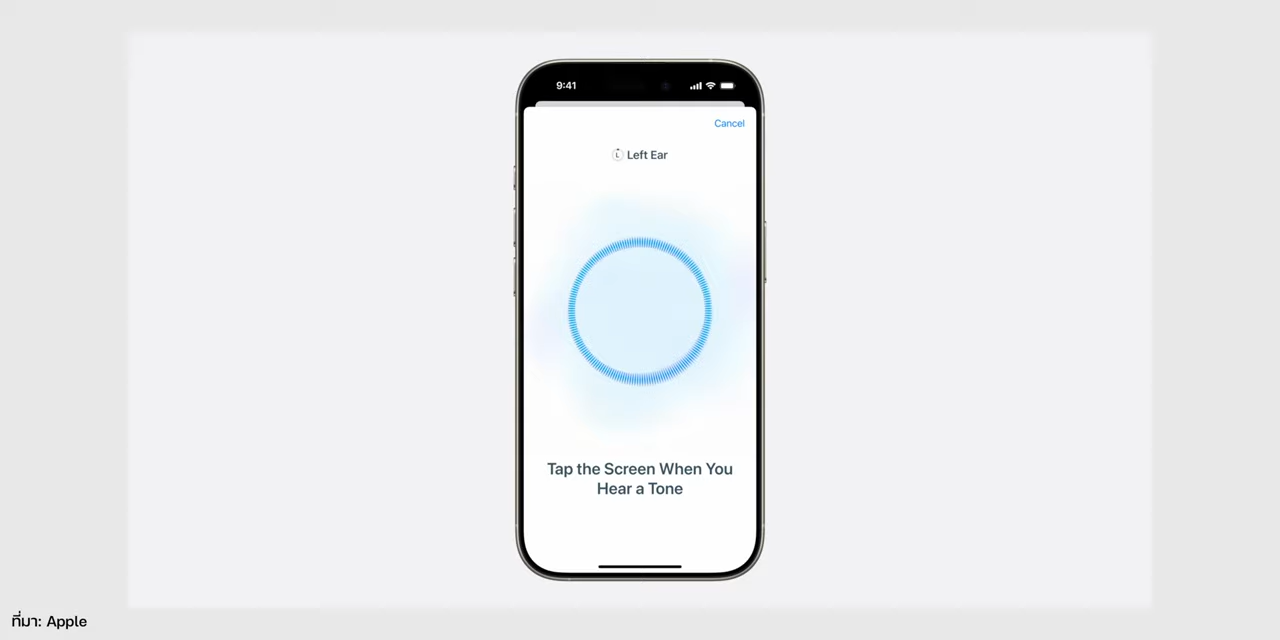 9:41
Cancel
L Left Ear
Tap the Screen When You
Hear a Tone
ที่มา: Apple